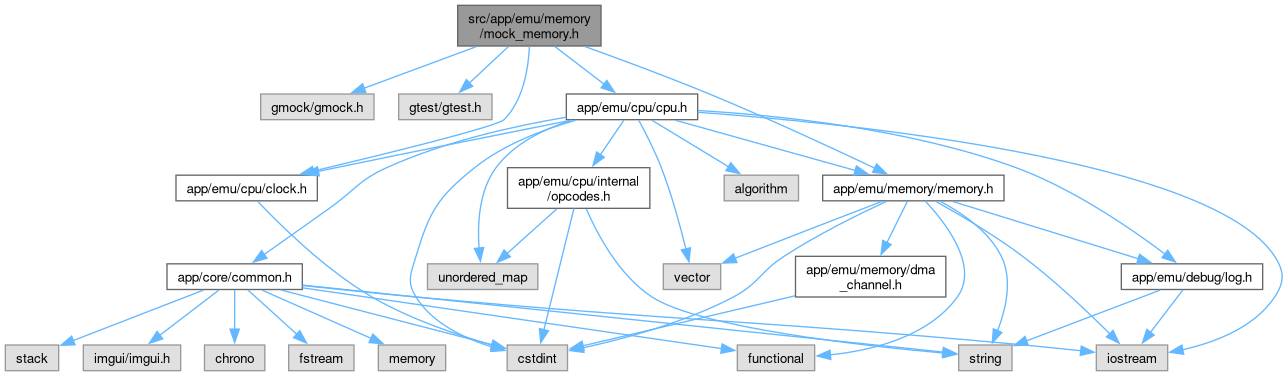 src/app/emu/memory
/mock_memory.h
gmock/gmock.h
gtest/gtest.h
app/emu/cpu/cpu.h
app/emu/cpu/clock.h
app/emu/cpu/internal
/opcodes.h
algorithm
app/emu/memory/memory.h
app/core/common.h
unordered_map
vector
app/emu/memory/dma
_channel.h
app/emu/debug/log.h
stack
imgui/imgui.h
chrono
fstream
memory
cstdint
functional
string
iostream